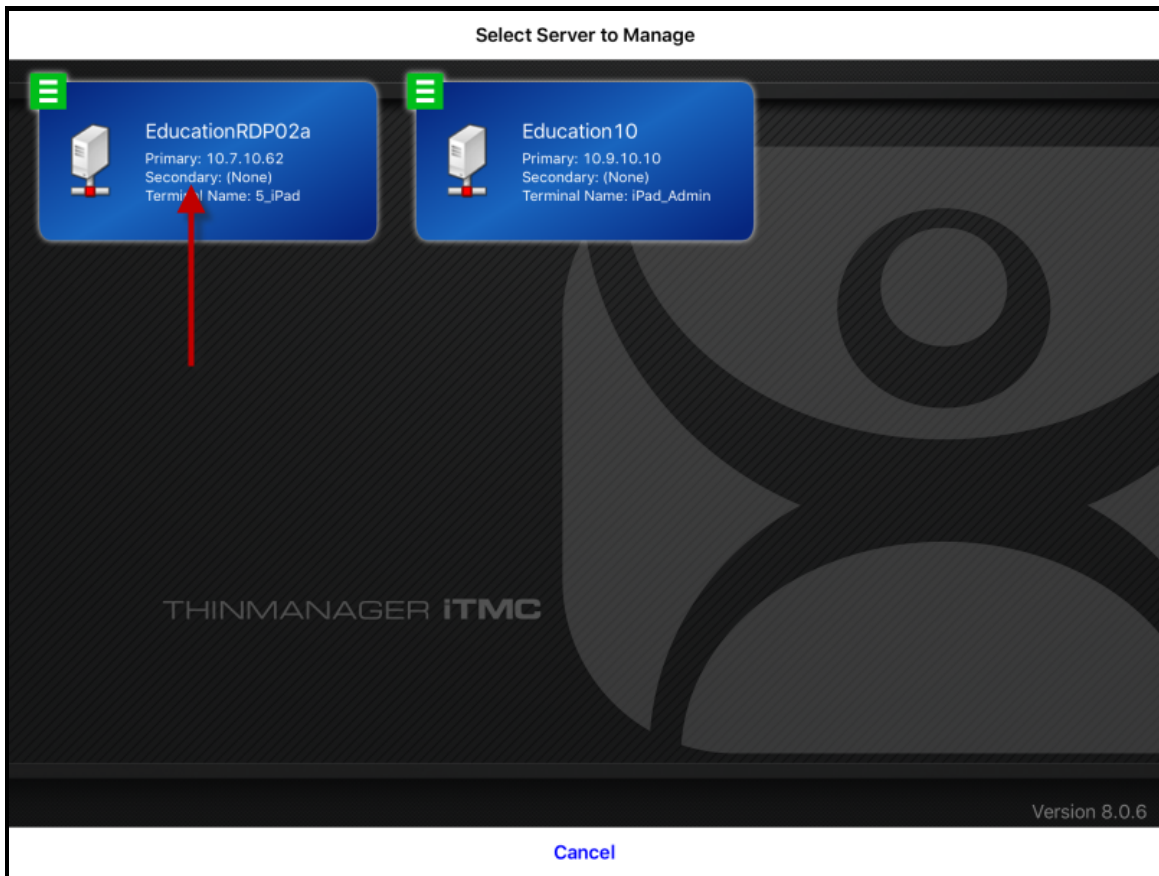 Select Server to Manage
EducationRDP02a
Primary: 10.7.10.62
Secondary: (None)
Terminal Name: 5_iPad
Education10
Primary: 10.9.10.10
Secondary: (None)
Terminal Name: iPad_Admin
THINMANAGER iTMC
Version 8.0.6
Cancel